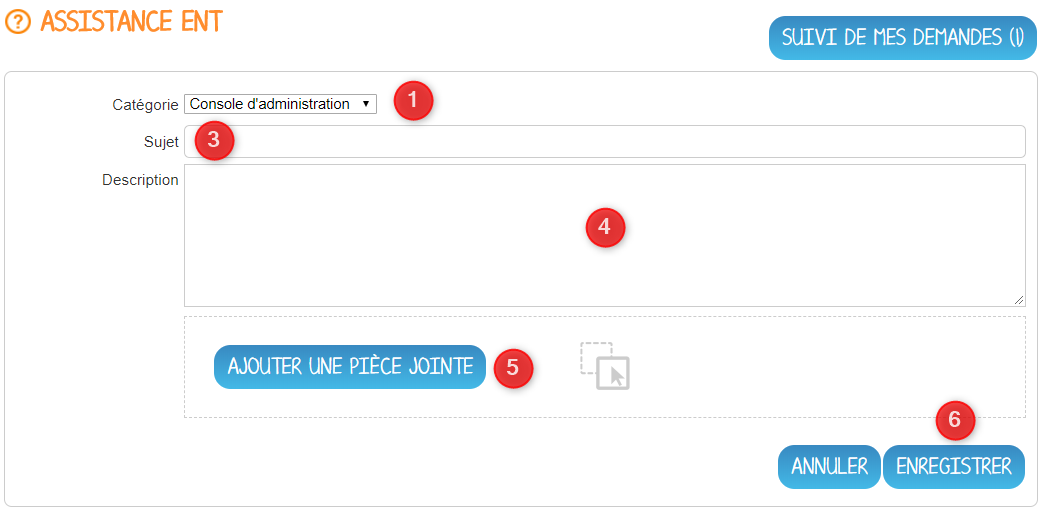 ASSISTANCE ENT
SUIVI DE MES DEMANDES (1)
Catégorie Console d'administration 1
Sujet 3
Description
4
AJOUTER UNE PIÈCE JOINTE 5
6
ANNULER ENREGISTRER